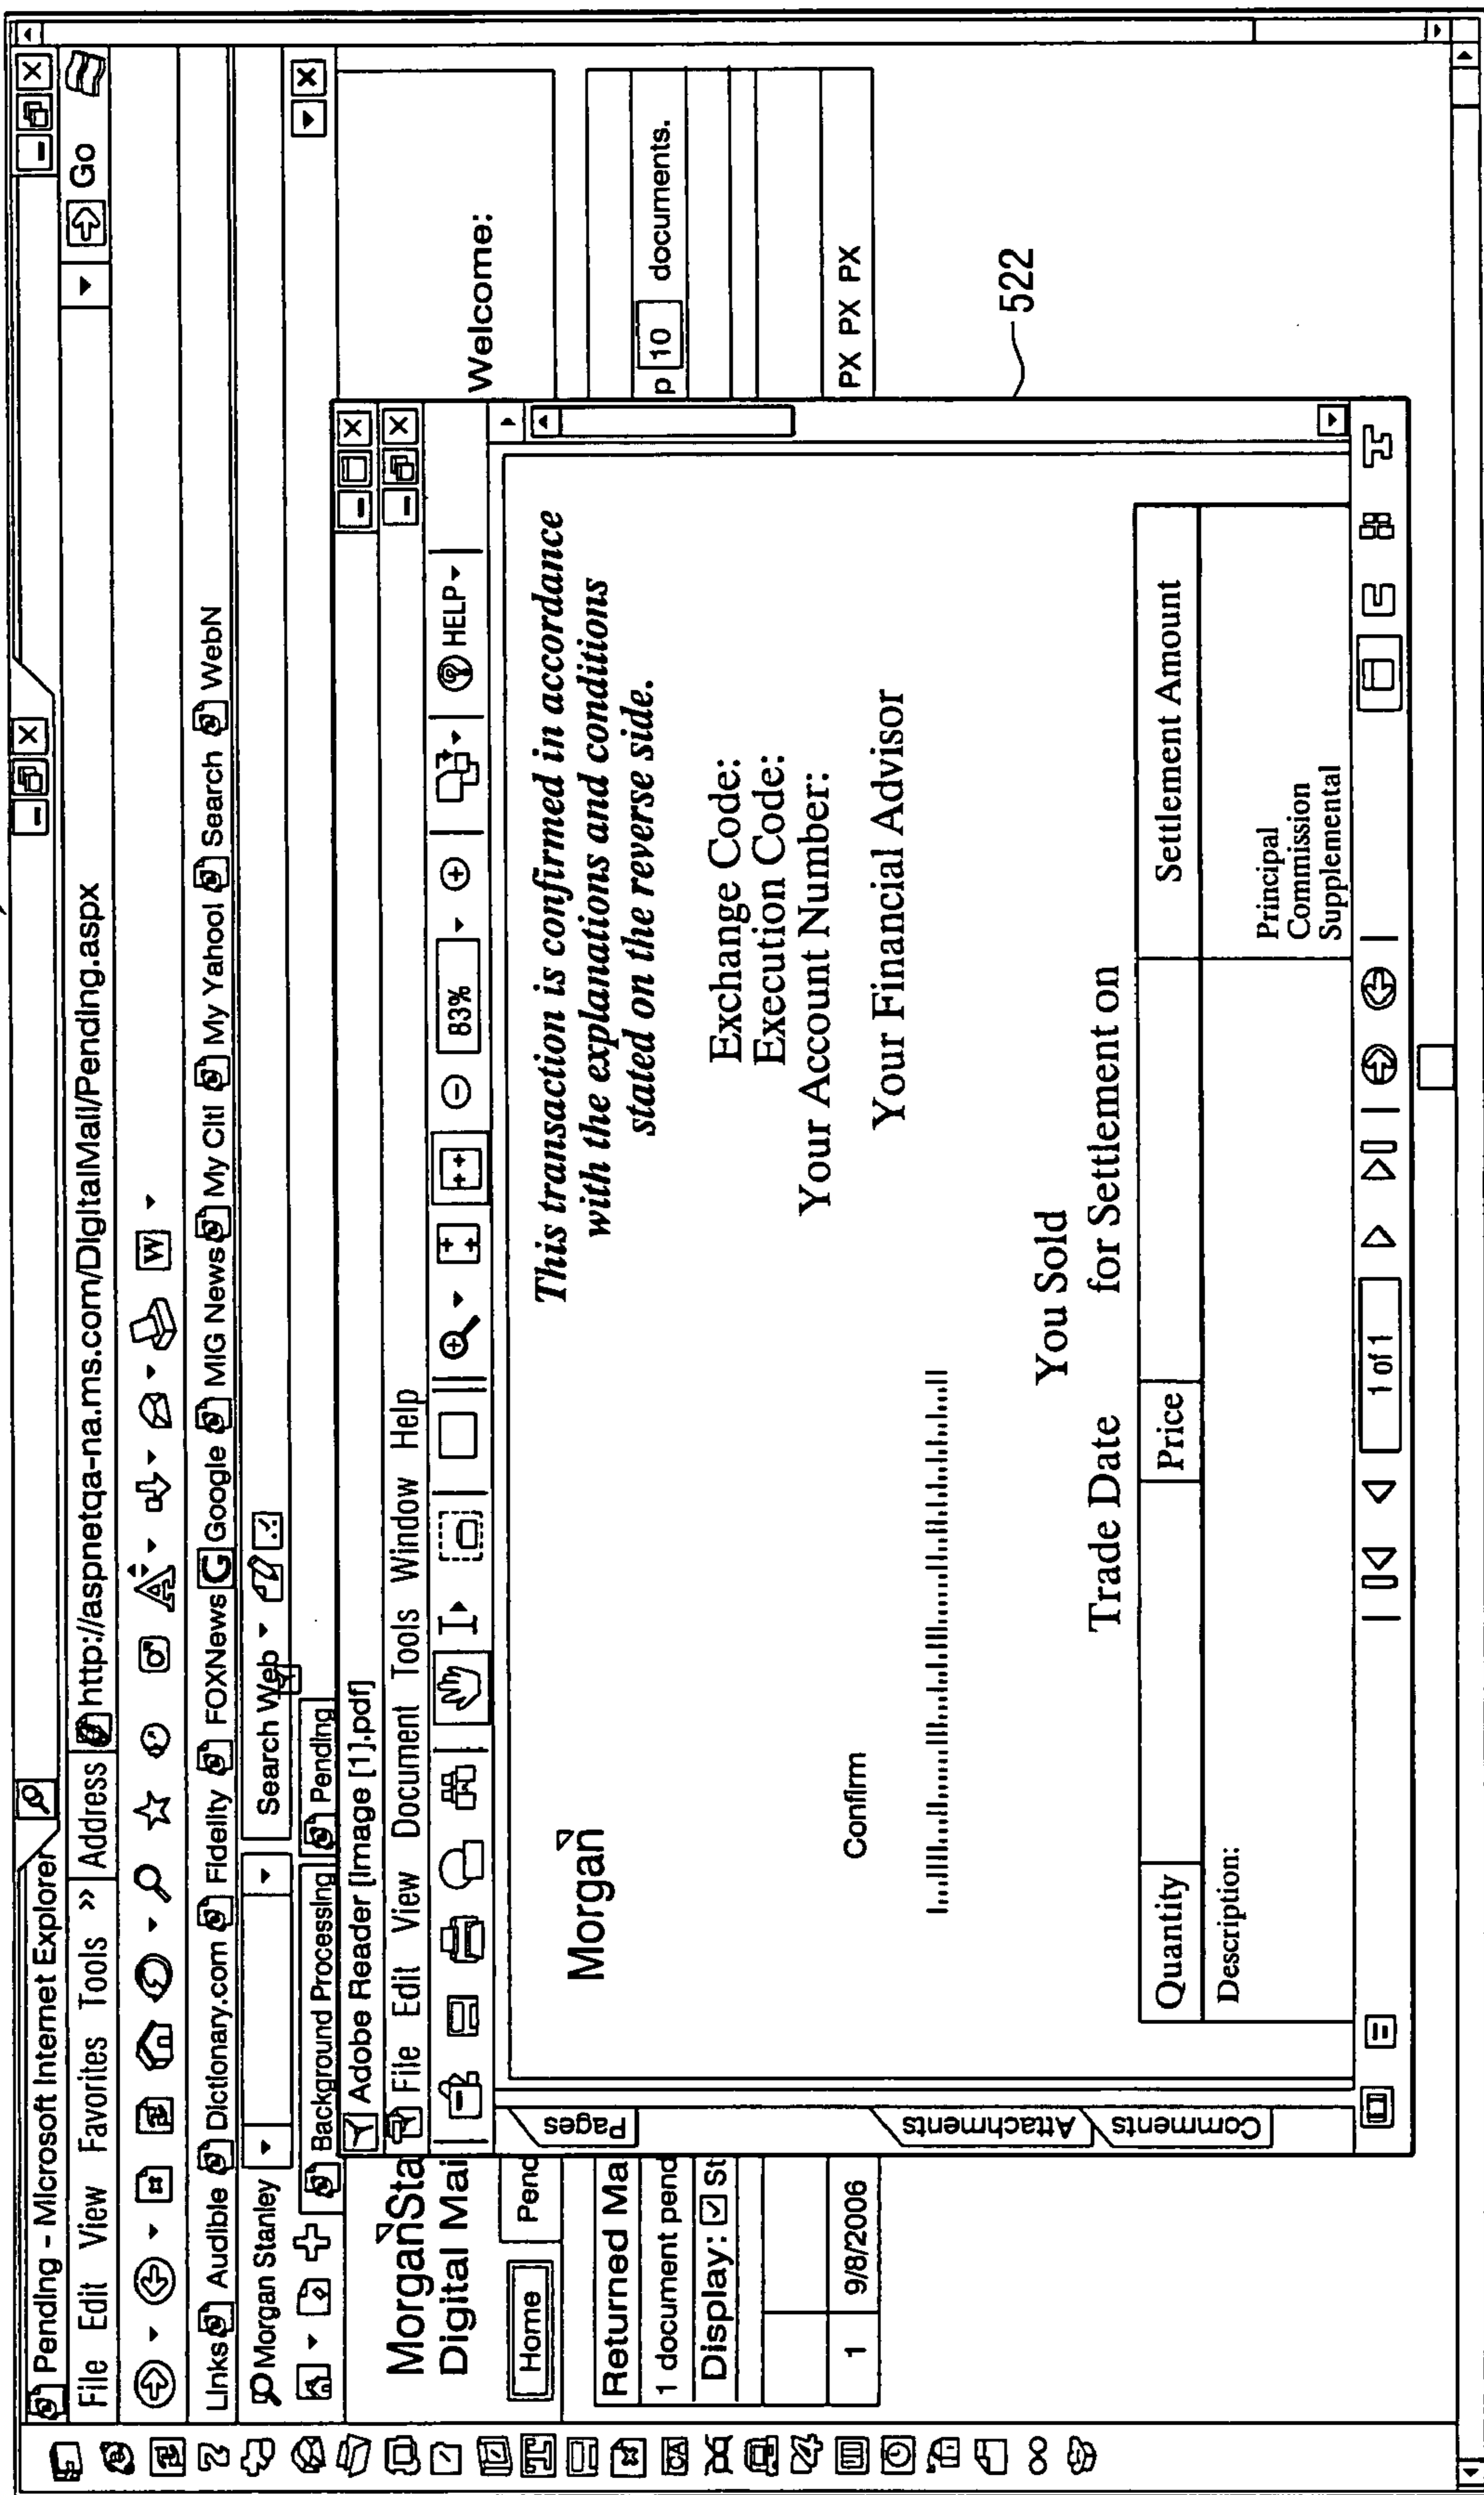 Pending - Microsoft Internet Explorer
File Edit View Favorites Tools » Address http://aspnetqa-na.ms.com/DigitalMail/Pending.aspx Go
W
Links Audible Dictionary.com Fidelity FOXNews G Google MIG News My Citi My Yahoo! Search WebN
Morgan Stanley Search Web
Background Processing Pending
MorganSta
Digital Mai
Welcome:
Home Pend
Returned Ma
1 document pend
p 10 documents.
Display: St
1 9/8/2006
PX PX PX
Adobe Reader [Image [1].pdf]
File Edit View Document Tools Window Help
83% HELP
Pages
Attachments
Comments
Morgan
This transaction is confirmed in accordance
with the explanations and conditions
stated on the reverse side.
Exchange Code:
Execution Code:
Your Account Number:
Confirm
Your Financial Advisor
You Sold
Trade Date for Settlement on
Quantity Price Settlement Amount
Description:
Principal
Commission
Supplemental
1 of 1
522
CA